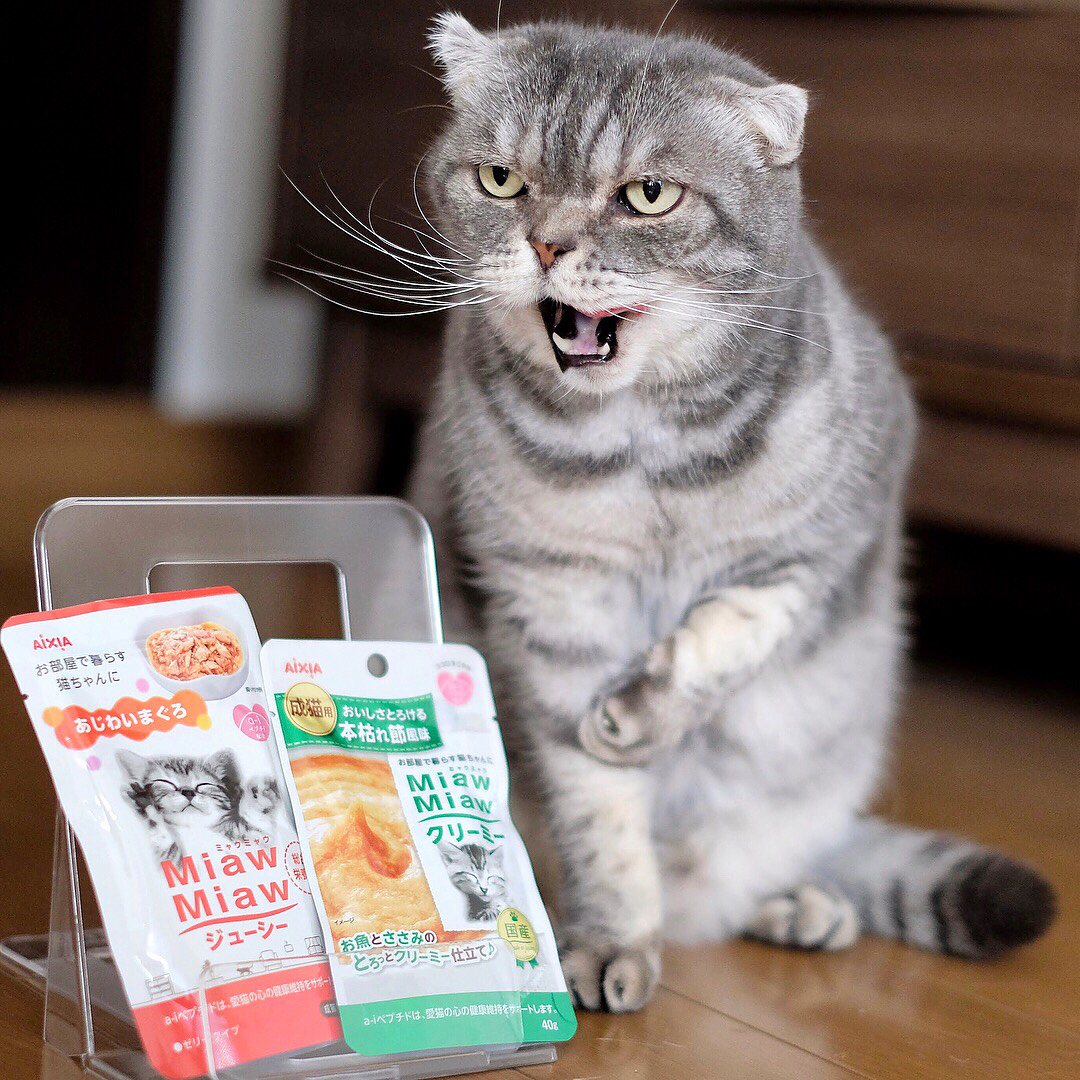 AIXIA
お部屋で暮らす
猫ちゃんに
あじわいまぐろ
ミャウミャウ
Miaw
Miaw
ジューシー
a-iペプチドは、愛猫の心の健康維持をサポー
ゼリータイプ
AIXIA
成猫用
おいしさとろける
本枯れ節風味
お部屋で暮らす猫ちゃんに
ミャウミャウ
Miaw
Miaw
クリーミー
イメージ
国産
お魚とささみの
とろっとクリーミー仕立て♪
a-iペプチドは、愛猫の心の健康維持をサポートします。
40g